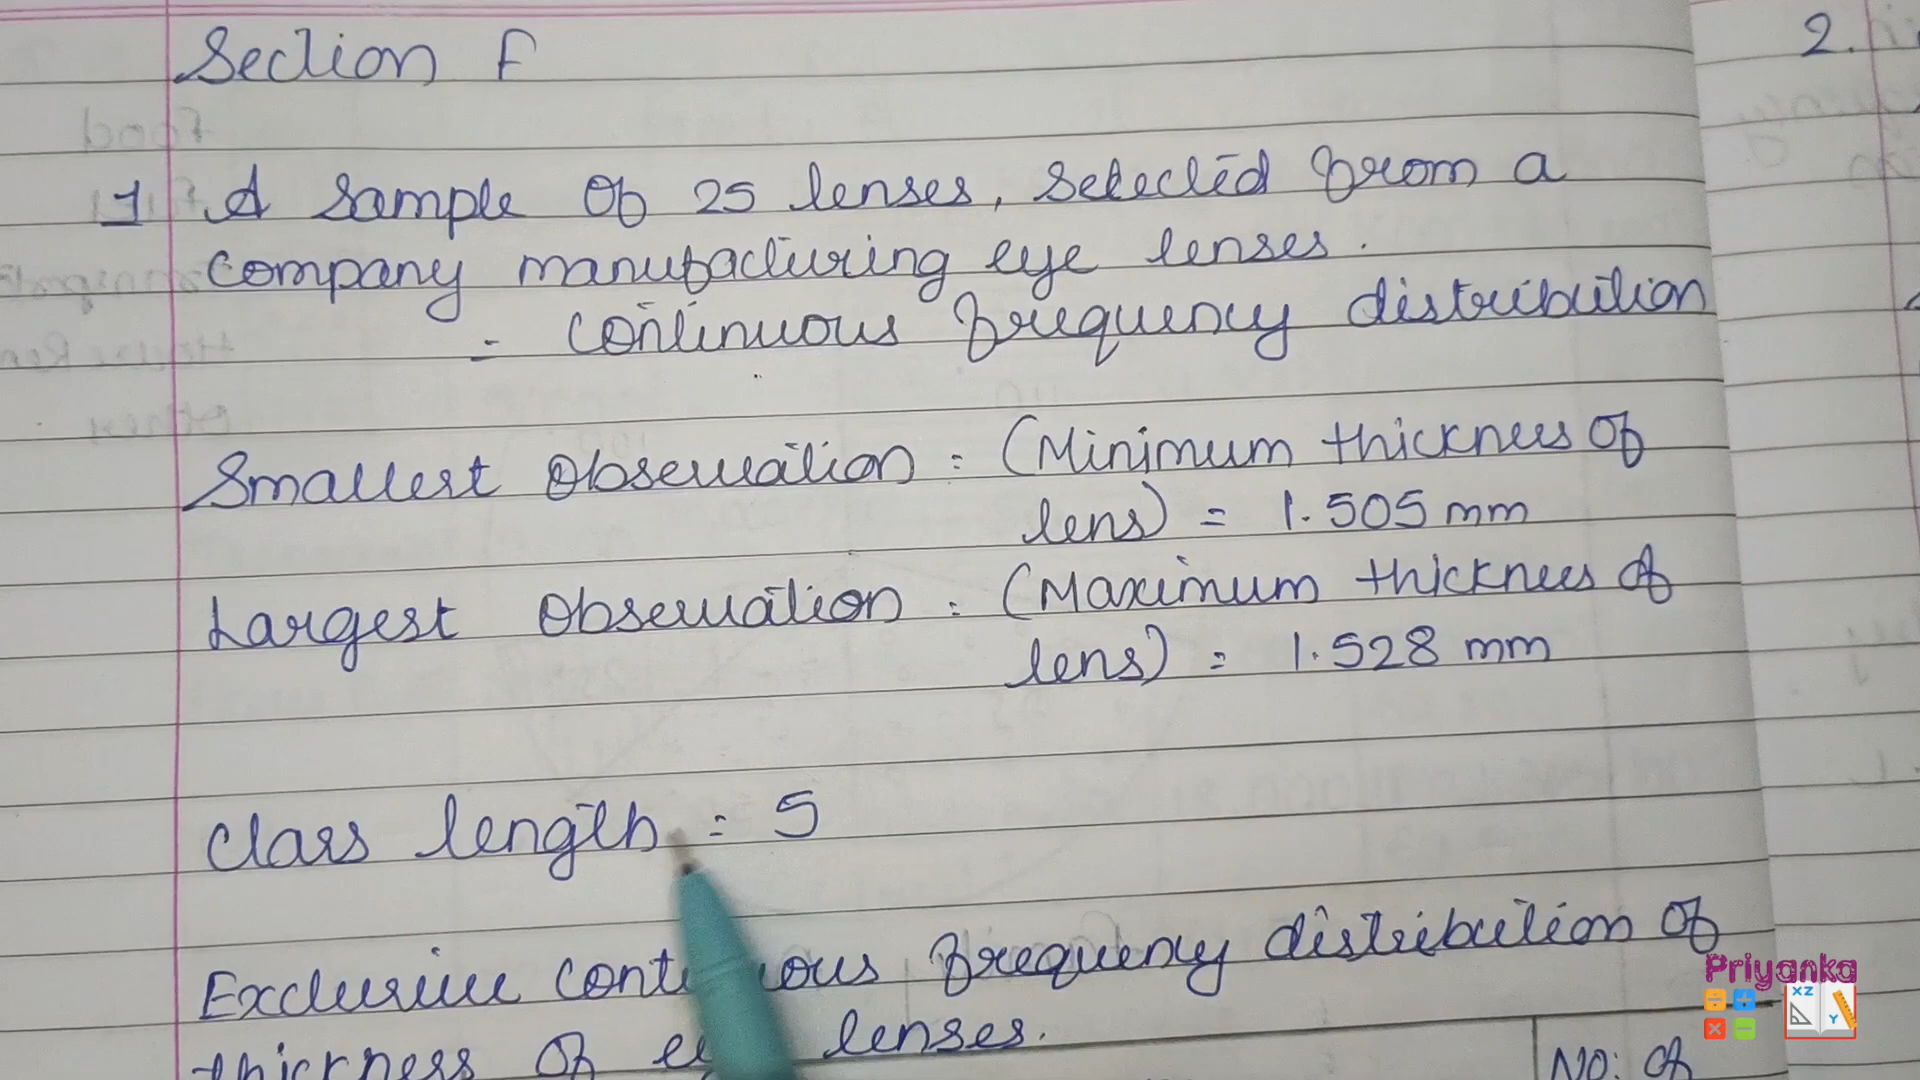 Section F
1 A sample of 25 lenses, selected from a
company manufacturing eye lenses.
= continuous frequency distribution
Smallest Observation = (Minimum thickness of
lens) = 1.505 mm
Largest Observation = (Maximum thickness of
lens) = 1.528 mm
Class length = 5
Exclusive frequency distribution of
thickness of lenses.
No: of
2.
Priyanka